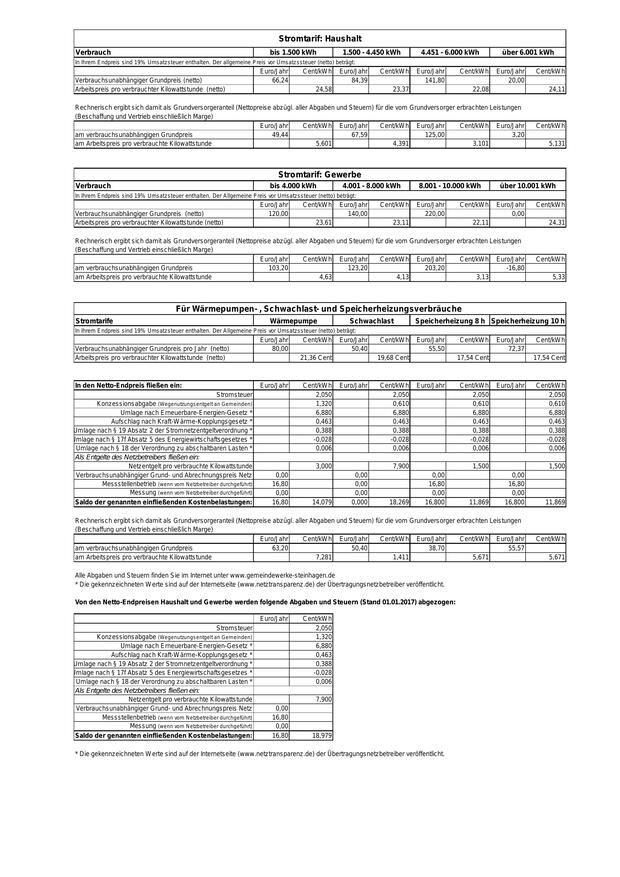 Stromtarif: Haushalt
Verbrauch bis 1.500 kWh 1.500 - 4.450 kWh 4.451 - 6.000 kWh über 6.001 kWh
In Ihrem Endpreis sind 19% Umsatzsteuer enthalten. Der allgemeine Preis vor Umsatzssteuer (netto) beträgt:
Euro/Jahr Cent/kWh Euro/Jahr Cent/kWh Euro/Jahr Cent/kWh Euro/Jahr Cent/kWh
Verbrauchsunabhängiger Grundpreis (netto) 66,24 84,39 141,80 20,00
Arbeitspreis pro verbrauchte Kilowattstunde (netto) 24,58 23,37 22,08 24,11
Rechnerisch ergibt sich damit als Grundversorgeranteil (Nettopreise abzügl. aller Abgaben und Steuern) für die vom Grundversorger erbrachten Leistungen
(Beschaffung und Vertrieb einschließlich Marge)
Euro/Jahr Cent/kWh Euro/Jahr Cent/kWh Euro/Jahr Cent/kWh Euro/Jahr Cent/kWh
am verbrauchsunabhängigen Grundpreis 49,44 67,59 125,00 3,20
am Arbeitspreis pro verbrauchte Kilowattstunde 5,601 4,391 3,101 5,131
Stromtarif: Gewerbe
Verbrauch bis 4.000 kWh 4.001 - 8.000 kWh 8.001 - 10.000 kWh über 10.001 kWh
In Ihrem Endpreis sind 19% Umsatzsteuer enthalten. Der Allgemeine Preis vor Umsatzsteuer (netto) beträgt:
Euro/Jahr Cent/kWh Euro/Jahr Cent/kWh Euro/Jahr Cent/kWh Euro/Jahr Cent/kWh
Verbrauchsunabhängiger Grundpreis (netto) 120,00 140,00 220,00 0,00
Arbeitspreis pro verbrauchter Kilowattstunde (netto) 23,61 23,11 22,11 24,31
Rechnerisch ergibt sich damit als Grundversorgeranteil (Nettopreise abzügl. aller Abgaben und Steuern) für die vom Grundversorger erbrachten Leistungen
(Beschaffung und Vertrieb einschließlich Marge)
Euro/Jahr Cent/kWh Euro/Jahr Cent/kWh Euro/Jahr Cent/kWh Euro/Jahr Cent/kWh
am verbrauchsunabhängigen Grundpreis 103,20 123,20 203,20 -16,80
am Arbeitspreis pro verbrauchte Kilowattstunde 4,63 4,13 3,13 5,33
Für Wärmepumpen- , Schwachlast- und Speicherheizungsverbräuche
Stromtarife Wärmepumpe Schwachlast Speicherheizung 8 h Speicherheizung 10 h
In Ihrem Endpreis sind 19% Umsatzsteuer enthalten. Der Allgemeine Preis vor Umsatzsteuer (netto) beträgt:
Euro/Jahr Cent/kWh Euro/Jahr Cent/kWh Euro/Jahr Cent/kWh Euro/Jahr Cent/kWh
Verbrauchsunabhängiger Grundpreis pro Jahr (netto) 80,00 50,40 55,50 72,37
Arbeitspreis pro verbrauchter Kilowattstunde (netto) 21,36 Cent 19,68 Cent 17,54 Cent 17,54 Cent
In den Netto-Endpreis fließen ein: Euro/Jahr Cent/kWh Euro/Jahr Cent/kWh Euro/Jahr Cent/kWh Euro/Jahr Cent/kWh
Stromsteuer 2,050 2,050 2,050 2,050
Konzessionsabgabe (Wegenutzungsentgelt an Gemeinden) 1,320 0,610 0,610 0,610
Umlage nach Erneuerbare-Energien-Gesetz * 6,880 6,880 6,880 6,880
Aufschlag nach Kraft-Wärme-Kopplungsgesetz * 0,463 0,463 0,463 0,463
Umlage nach § 19 Absatz 2 der Stromnetzentgeltverordnung * 0,388 0,388 0,388 0,388
Umlage nach § 17f Absatz 5 des Energiewirtschaftsgesetzes * -0,028 -0,028 -0,028 -0,028
Umlage nach § 18 der Verordnung zu abschaltbaren Lasten * 0,006 0,006 0,006 0,006
Als Entgelte des Netzbetreibers fließen ein:
Netzentgelt pro verbrauchte Kilowattstunde 3,000 7,900 1,500 1,500
Verbrauchsunabhängiger Grund- und Abrechnungspreis Netz 0,00 0,00 0,00 0,00
Messstellenbetrieb (wenn vom Netzbetreiber durchgeführt) 16,80 0,00 16,80 16,80
Messung (wenn vom Netzbetreiber durchgeführt) 0,00 0,00 0,00 0,00
Saldo der genannten einfließenden Kostenbelastungen: 16,80 14,079 0,000 18,269 16,800 11,869 16,800 11,869
Rechnerisch ergibt sich damit als Grundversorgeranteil (Nettopreise abzügl. aller Abgaben und Steuern) für die vom Grundversorger erbrachten Leistungen
(Beschaffung und Vertrieb einschließlich Marge)
Euro/Jahr Cent/kWh Euro/Jahr Cent/kWh Euro/Jahr Cent/kWh Euro/Jahr Cent/kWh
am verbrauchsunabhängigen Grundpreis 63,20 50,40 38,70 55,57
am Arbeitspreis pro verbrauchte Kilowattstunde 7,281 1,411 5,671 5,671
Alle Abgaben und Steuern finden Sie im Internet unter www.gemeindewerke-steinhagen.de
* Die gekennzeichneten Werte sind auf der Internetseite (www.netztransparenz.de) der Übertragungsnetzbetreiber veröffentlicht.
Von den Netto-Endpreisen Haushalt und Gewerbe werden folgende Abgaben und Steuern (Stand 01.01.2017) abgezogen:
Euro/Jahr Cent/kWh
Stromsteuer 2,050
Konzessionsabgabe (Wegenutzungsentgelt an Gemeinden) 1,320
Umlage nach Erneuerbare-Energien-Gesetz * 6,880
Aufschlag nach Kraft-Wärme-Kopplungsgesetz * 0,463
Umlage nach § 19 Absatz 2 der Stromnetzentgeltverordnung * 0,388
Umlage nach § 17f Absatz 5 des Energiewirtschaftsgesetzes * -0,028
Umlage nach § 18 der Verordnung zu abschaltbaren Lasten * 0,006
Als Entgelte des Netzbetreibers fließen ein:
Netzentgelt pro verbrauchte Kilowattstunde 7,900
Verbrauchsunabhängiger Grund- und Abrechnungspreis Netz 0,00
Messstellenbetrieb (wenn vom Netzbetreiber durchgeführt) 16,80
Messung (wenn vom Netzbetreiber durchgeführt) 0,00
Saldo der genannten einfließenden Kostenbelastungen: 16,80 18,979
* Die gekennzeichneten Werte sind auf der Internetseite (www.netztransparenz.de) der Übertragungsnetzbetreiber veröffentlicht.